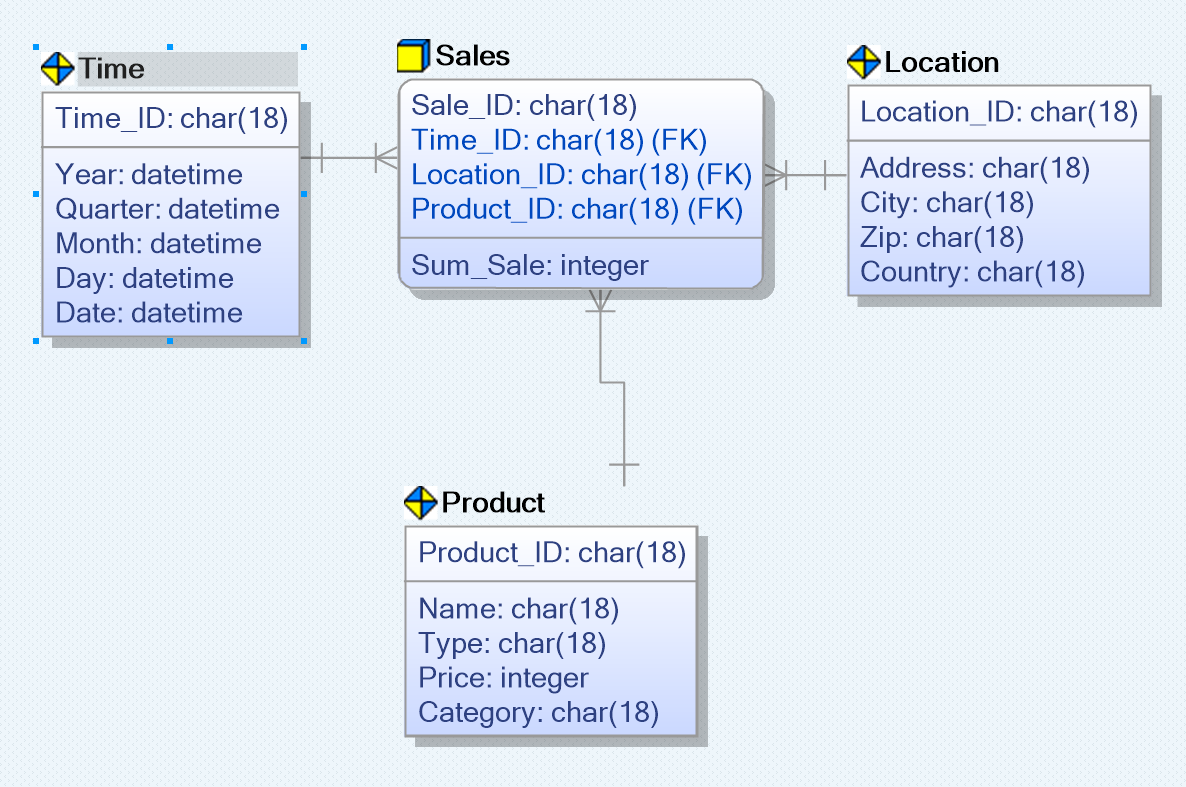 Time
Time_ID: char(18)
Year: datetime
Quarter: datetime
Month: datetime
Day: datetime
Date: datetime
Sales
Sale_ID: char(18)
Time_ID: char(18) (FK)
Location_ID: char(18) (FK)
Product_ID: char(18) (FK)
Sum_Sale: integer
Location
Location_ID: char(18)
Address: char(18)
City: char(18)
Zip: char(18)
Country: char(18)
Product
Product_ID: char(18)
Name: char(18)
Type: char(18)
Price: integer
Category: char(18)